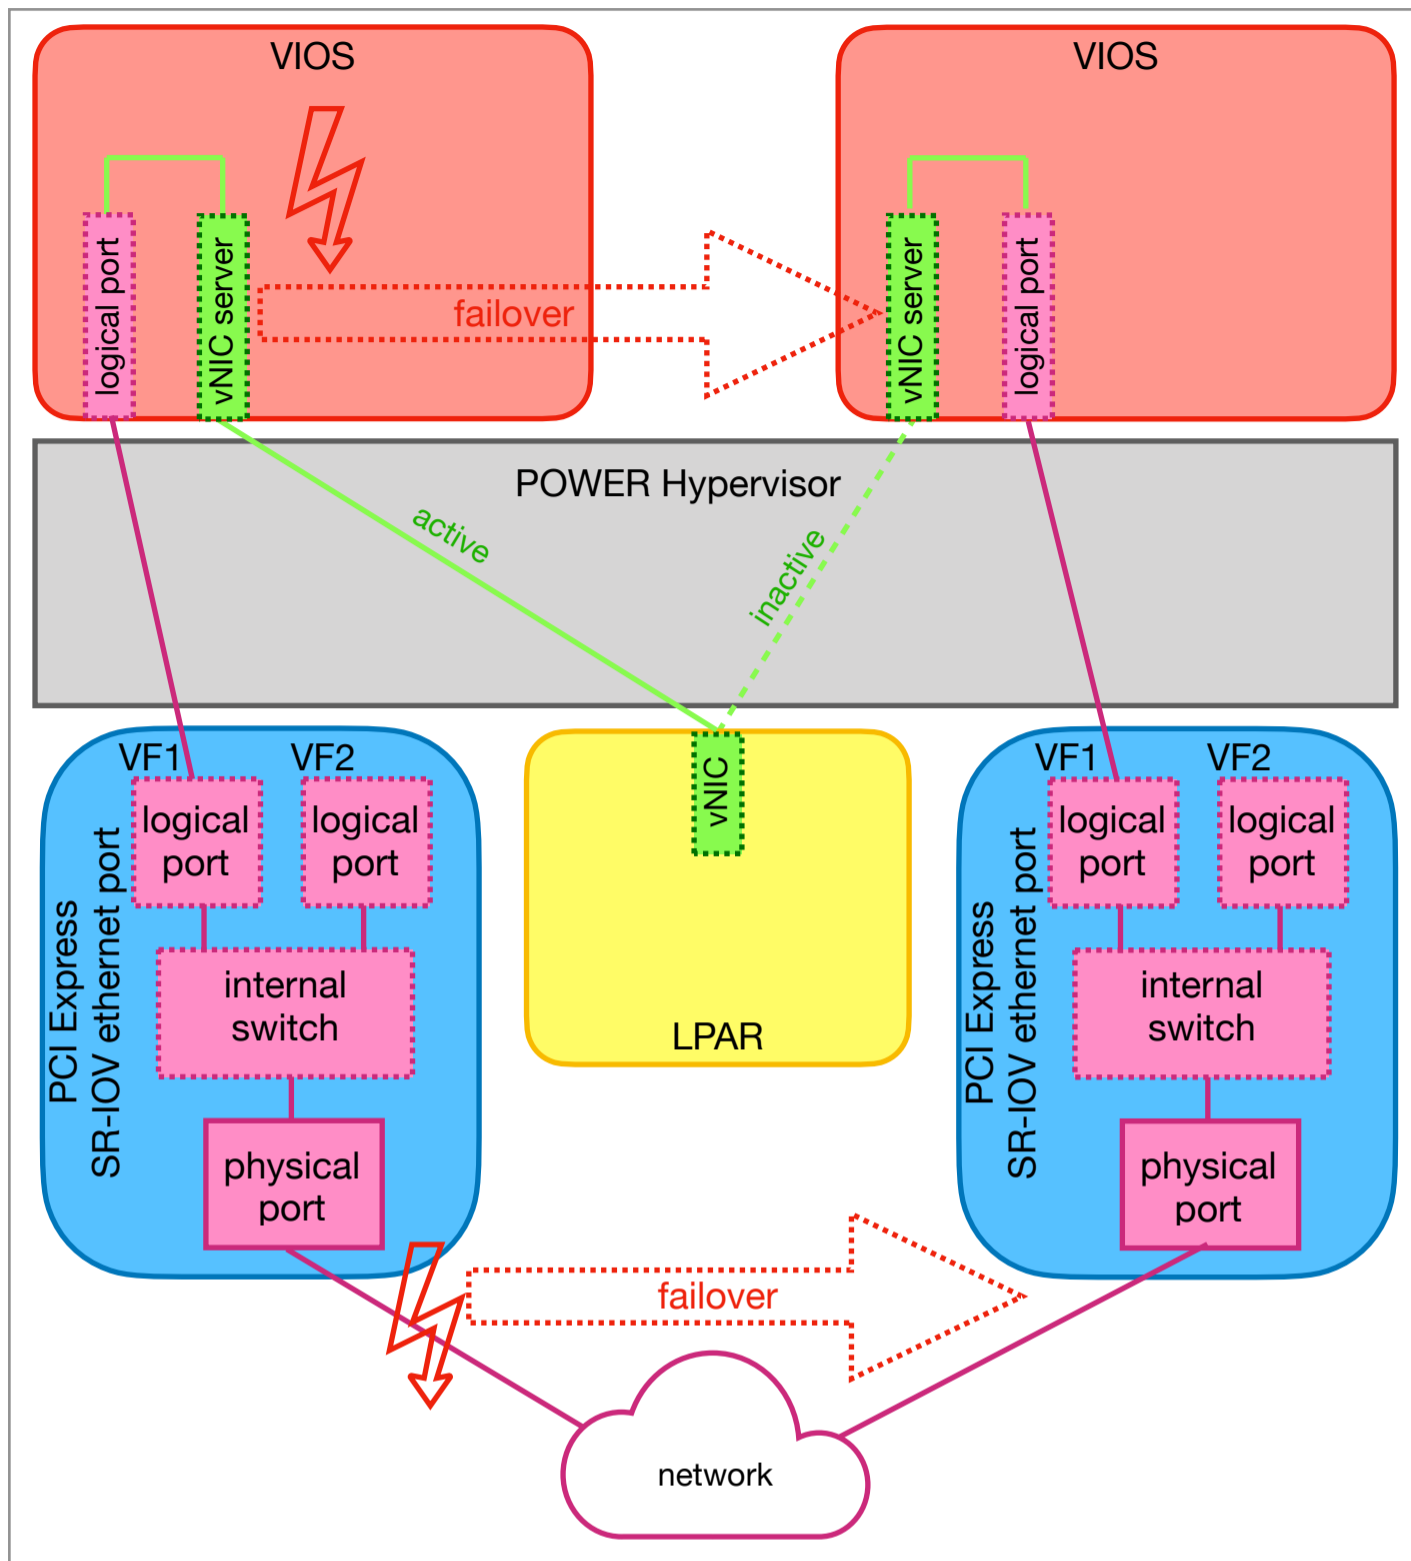 VIOS
VIOS
logical port
vNIC server
failover
vNIC server
logical port
POWER Hypervisor
active
inactive
VF1
VF2
logical
port
logical
port
PCI Express
SR-IOV ethernet port
internal
switch
physical
port
vNIC
LPAR
VF1
VF2
logical
port
logical
port
PCI Express
SR-IOV ethernet port
internal
switch
physical
port
failover
network